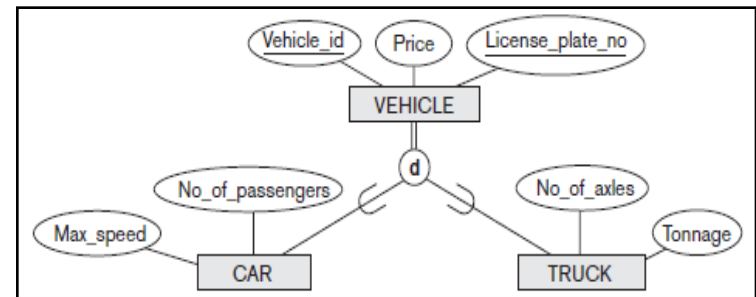 Vehicle_id Price License_plate_no
VEHICLE
d
No_of_passengers No_of_axles
Max_speed Tonnage
CAR TRUCK